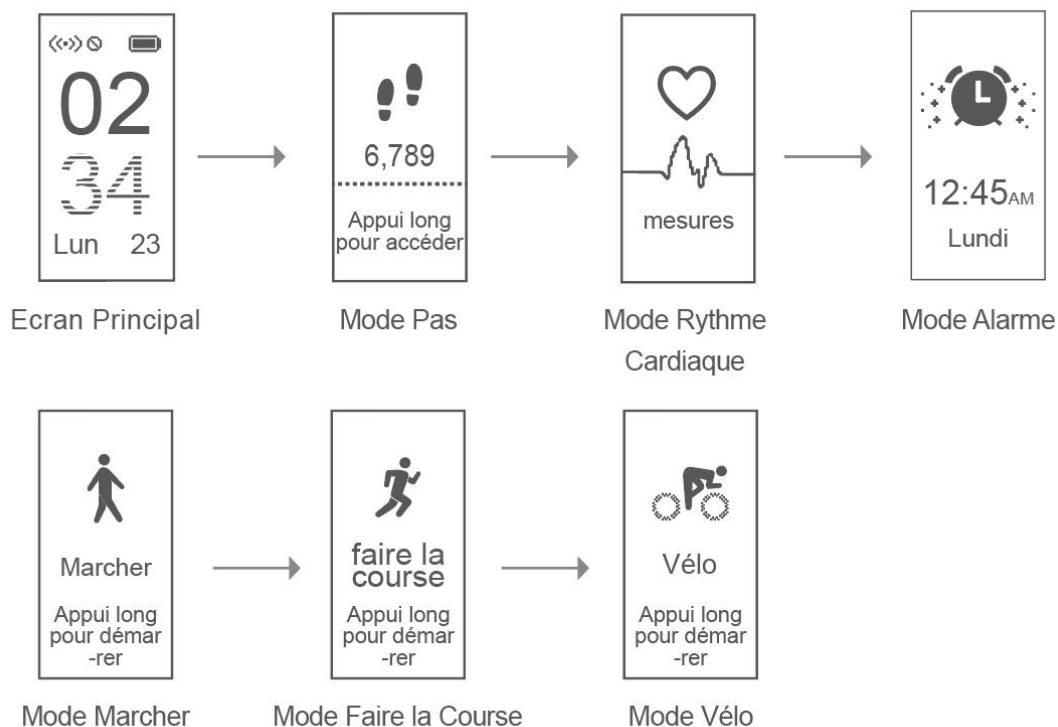 02
34
Lun 23
Ecran Principal
6,789
Appui long
pour accéder
Mode Pas
mesures
Mode Rythme
Cardiaque
12:45AM
Lundi
Mode Alarme
Marcher
Appui long
pour démar
-rer
Mode Marcher
faire la
course
Appui long
pour démar
-rer
Mode Faire la Course
Vélo
Appui long
pour démar
-rer
Mode Vélo